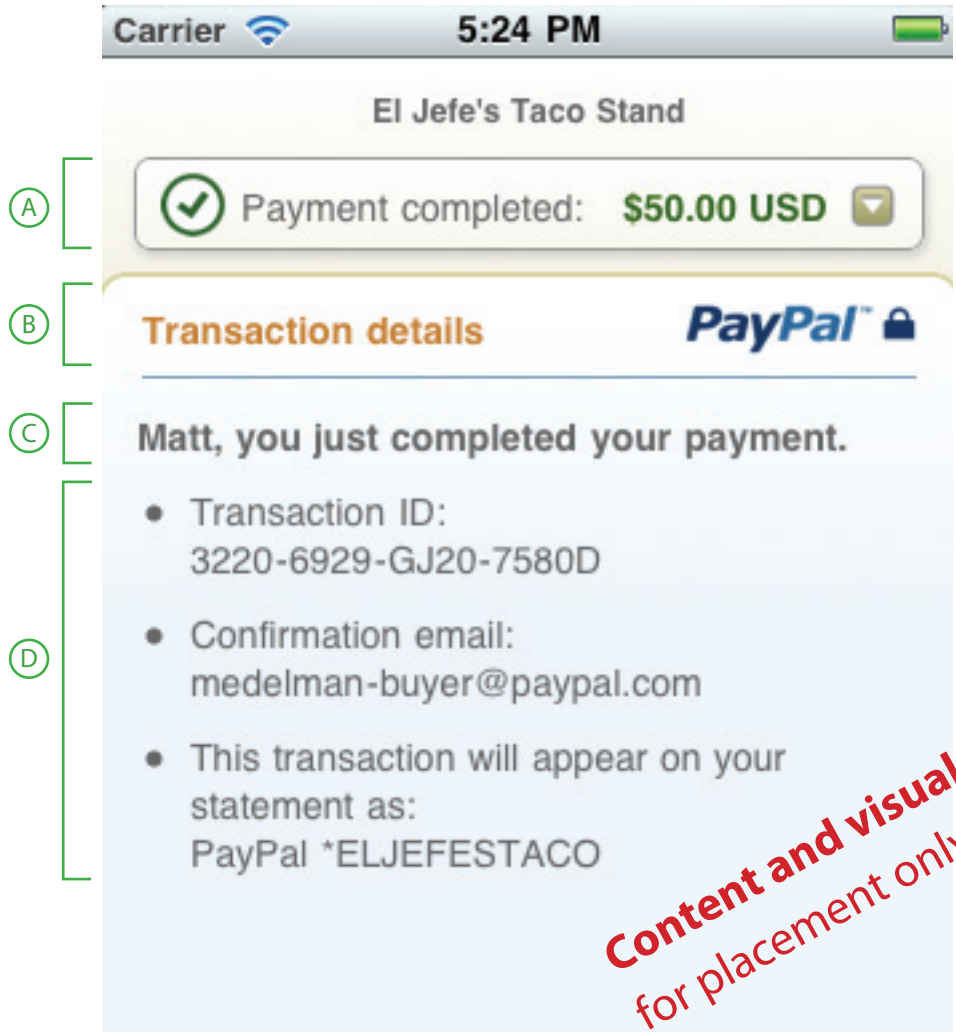 Carrier 5:24 PM
El Jefe's Taco Stand
A
Payment completed: $50.00 USD
B
Transaction details PayPal™
C
Matt, you just completed your payment.
D
• Transaction ID:
3220-6929-GJ20-7580D
• Confirmation email:
medelman-buyer@paypal.com
• This transaction will appear on your
statement as:
PayPal *ELJEFESTACO
Content and visual
for placement only